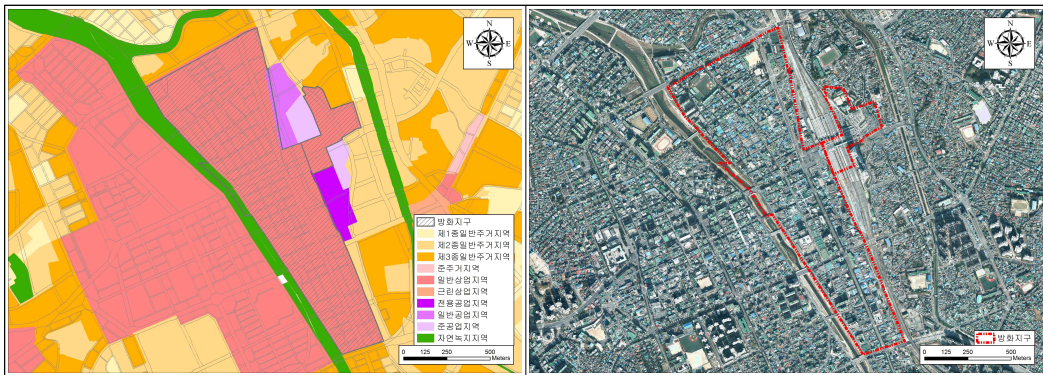 N
W
E
S
방화지구
제1종일반주거지역
제2종일반주거지역
제3종일반주거지역
준주거지역
일반상업지역
근린상업지역
전용공업지역
일반공업지역
준공업지역
자연녹지지역
0 125 250 500
Meters
N
W
E
S
방화지구
0 125 250 500
Meters